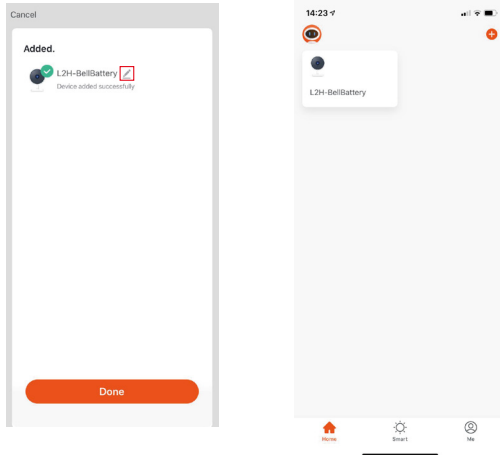 Cancel
Added.
L2H-BellBattery
Device added successfully
Done
14:23
L2H-BellBattery
Home
Smart
Me